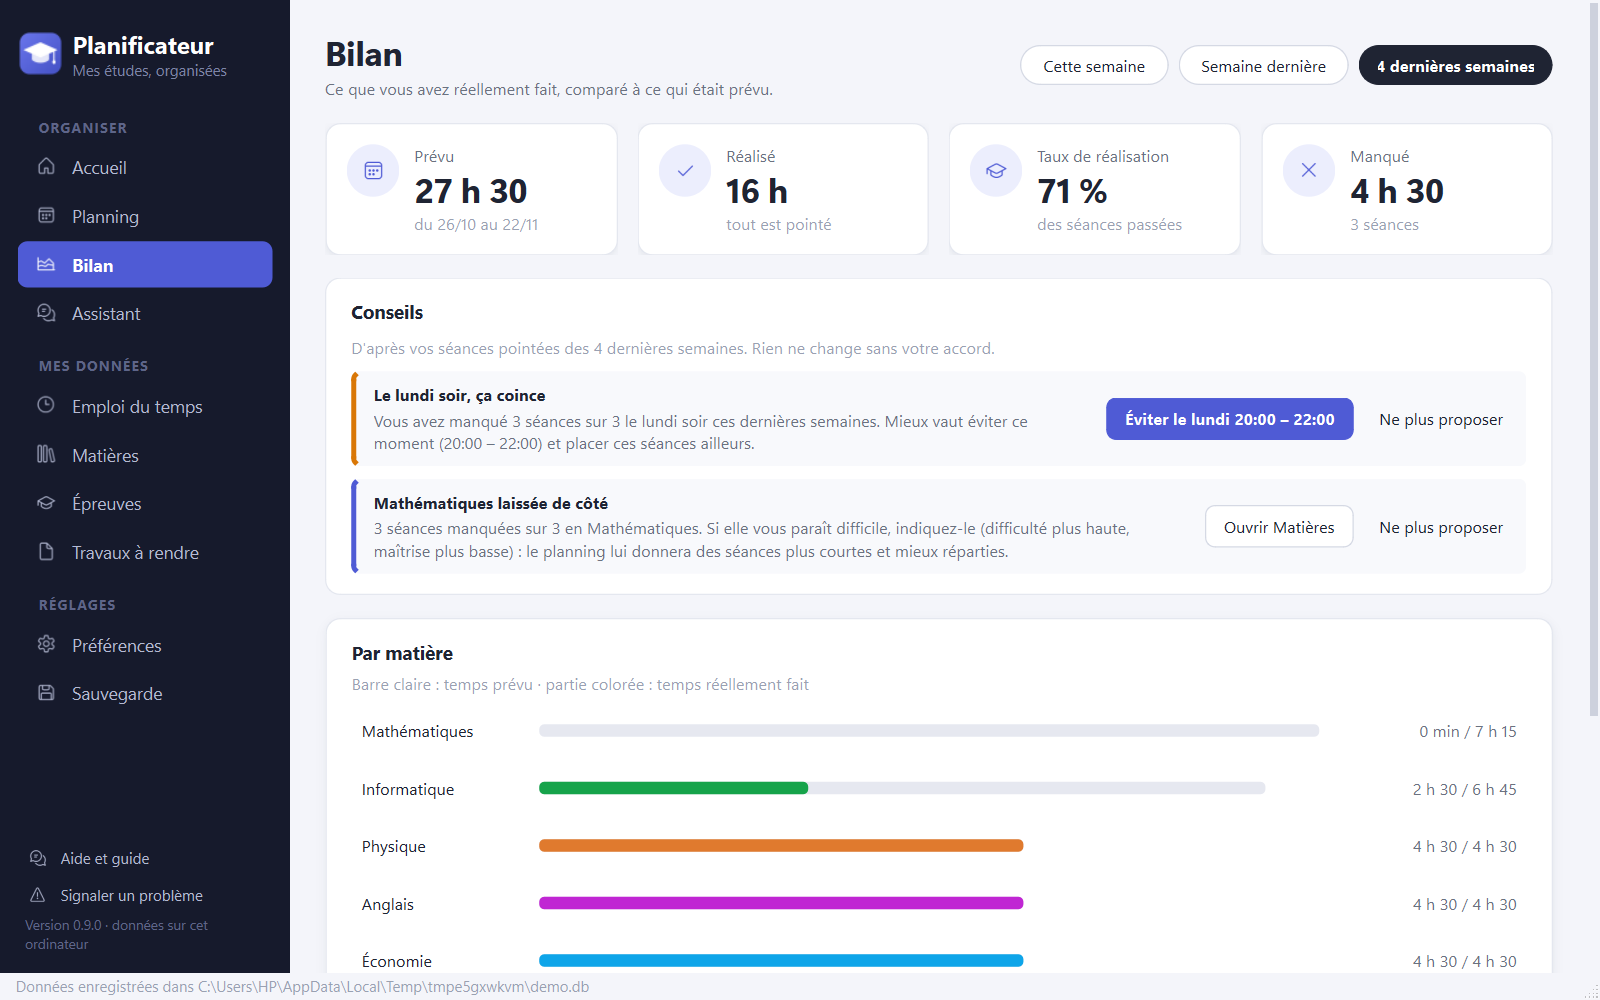 Planificateur
Mes études, organisées
ORGANISER
Accueil
Planning
Bilan
Assistant
MES DONNÉES
Emploi du temps
Matières
Épreuves
Travaux à rendre
RÉGLAGES
Préférences
Sauvegarde
Aide et guide
Signaler un problème
Version 0.9.0 · données sur cet
ordinateur
Bilan
Ce que vous avez réellement fait, comparé à ce qui était prévu.
Cette semaine
Semaine dernière
4 dernières semaines
Prévu
27 h 30
du 26/10 au 22/11
Réalisé
16 h
tout est pointé
Taux de réalisation
71 %
des séances passées
Manqué
4 h 30
3 séances
Conseils
D'après vos séances pointées des 4 dernières semaines. Rien ne change sans votre accord.
Le lundi soir, ça coince
Vous avez manqué 3 séances sur 3 le lundi soir ces dernières semaines. Mieux vaut éviter ce
moment (20:00 – 22:00) et placer ces séances ailleurs.
Éviter le lundi 20:00 – 22:00
Ne plus proposer
Mathématiques laissée de côté
3 séances manquées sur 3 en Mathématiques. Si elle vous paraît difficile, indiquez-le (difficulté plus haute,
maîtrise plus basse) : le planning lui donnera des séances plus courtes et mieux réparties.
Ouvrir Matières
Ne plus proposer
Par matière
Barre claire : temps prévu · partie colorée : temps réellement fait
Mathématiques
0 min / 7 h 15
Informatique
2 h 30 / 6 h 45
Physique
4 h 30 / 4 h 30
Anglais
4 h 30 / 4 h 30
Économie
4 h 30 / 4 h 30
Données enregistrées dans C:\Users\HP\AppData\Local\Temp\tmpe5gxwkvm\demo.db